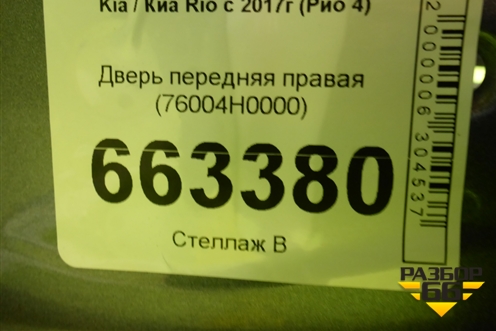 Kia / Киа Rio с 2017г (Рио 4)
Дверь передняя правая
(76004H0000)
663380
Стеллаж В
2000006304537
РАЗБОР
66